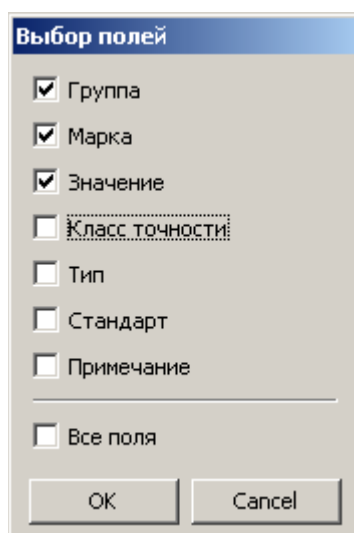 Выбор полей
Группа
Марка
Значение
Класс точности
Тип
Стандарт
Примечание
Все поля
OK Cancel